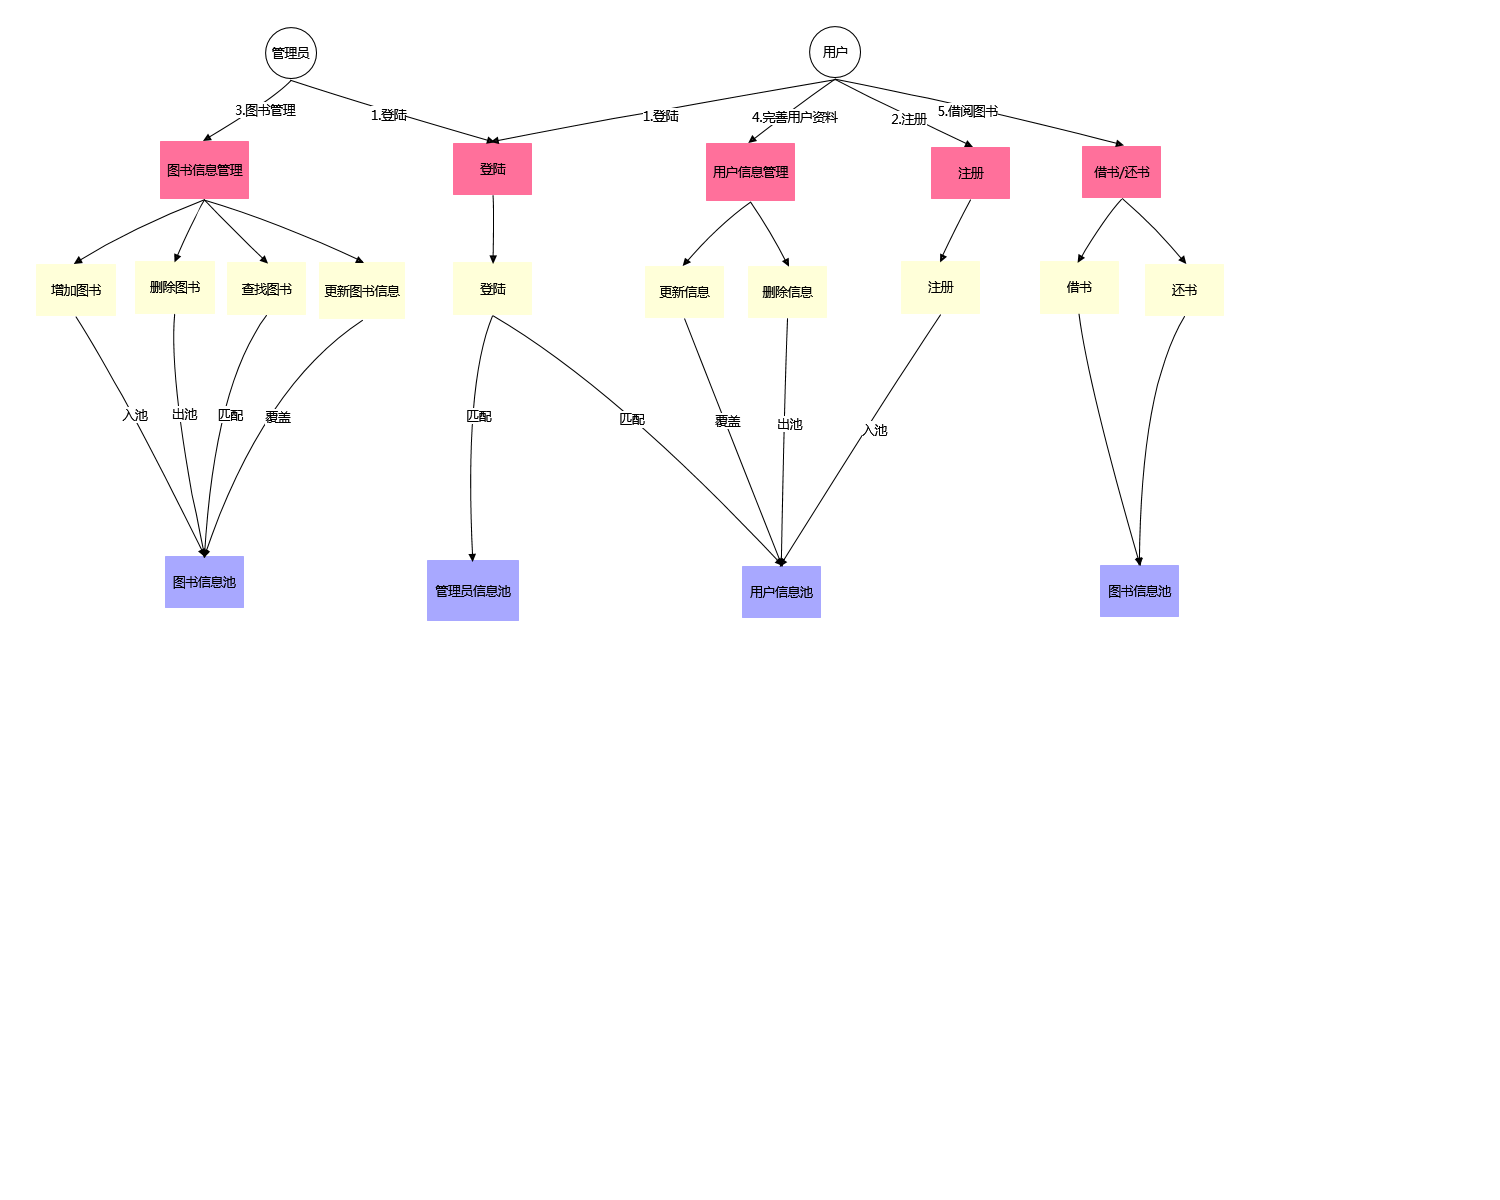 管理员
用户
3.图书管理
1.登陆
1.登陆
4.完善用户资料
2.注册
5.借阅图书
图书信息管理
登陆
用户信息管理
注册
借书/还书
增加图书
删除图书
查找图书
更新图书信息
登陆
更新信息
删除信息
注册
借书
还书
入池
出池
匹配
覆盖
匹配
匹配
覆盖
出池
入池
图书信息池
管理员信息池
用户信息池
图书信息池